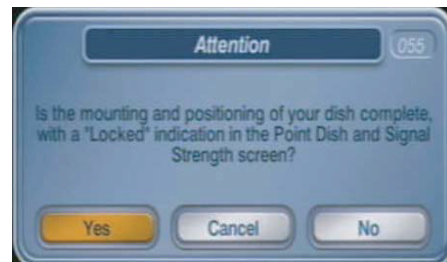 Attention
055
Is the mounting and positioning of your dish complete,
with a "Locked" indication in the Point Dish and Signal
Strength screen?
Yes Cancel No